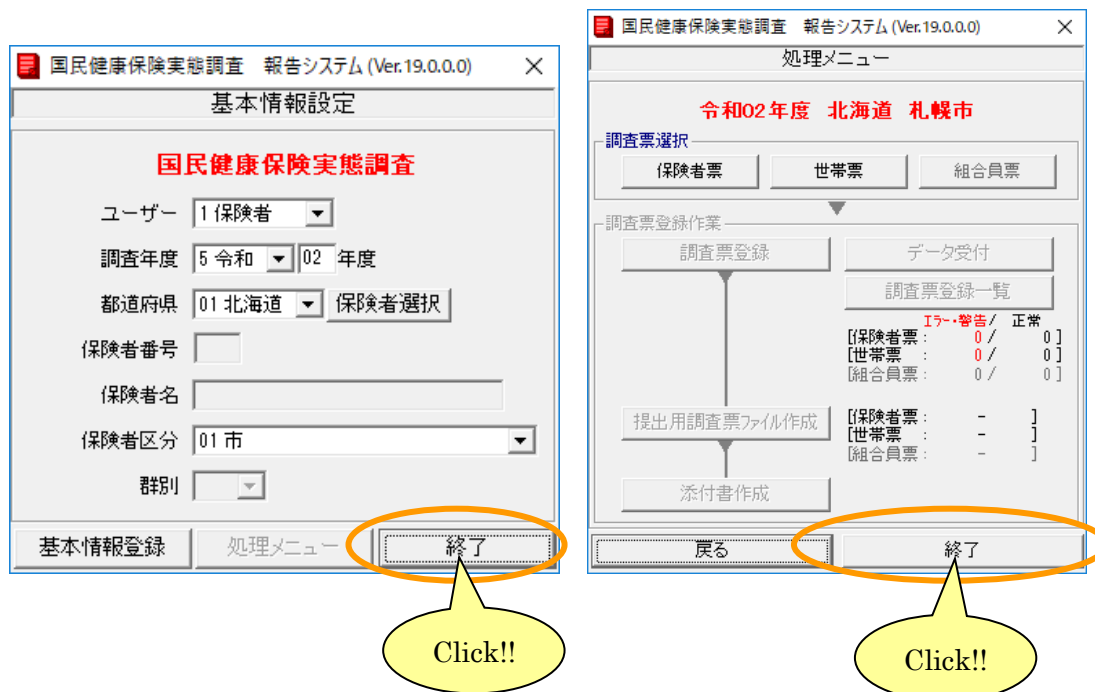 国民健康保険実態調査 報告システム (Ver.19.0.0.0)
基本情報設定
国民健康保険実態調査
ユーザー 1 保険者
調査年度 5 令和 02 年度
都道府県 01 北海道 保険者選択
保険者番号
保険者名
保険者区分 01 市
群別
基本情報登録 処理メニュー 終了
Click!!
国民健康保険実態調査 報告システム (Ver.19.0.0.0)
処理メニュー
令和02年度 北海道 札幌市
調査票選択
保険者票 世帯票 組合員票
調査票登録作業
調査票登録 データ受付
調査票登録一覧
エラー・警告/ 正常
[保険者票: 0/ 0]
[世帯票 : 0/ 0]
[組合員票: 0/ 0]
提出用調査票ファイル作成
[保険者票: - ]
[世帯票 : - ]
[組合員票: - ]
添付書作成
戻る 終了
Click!!